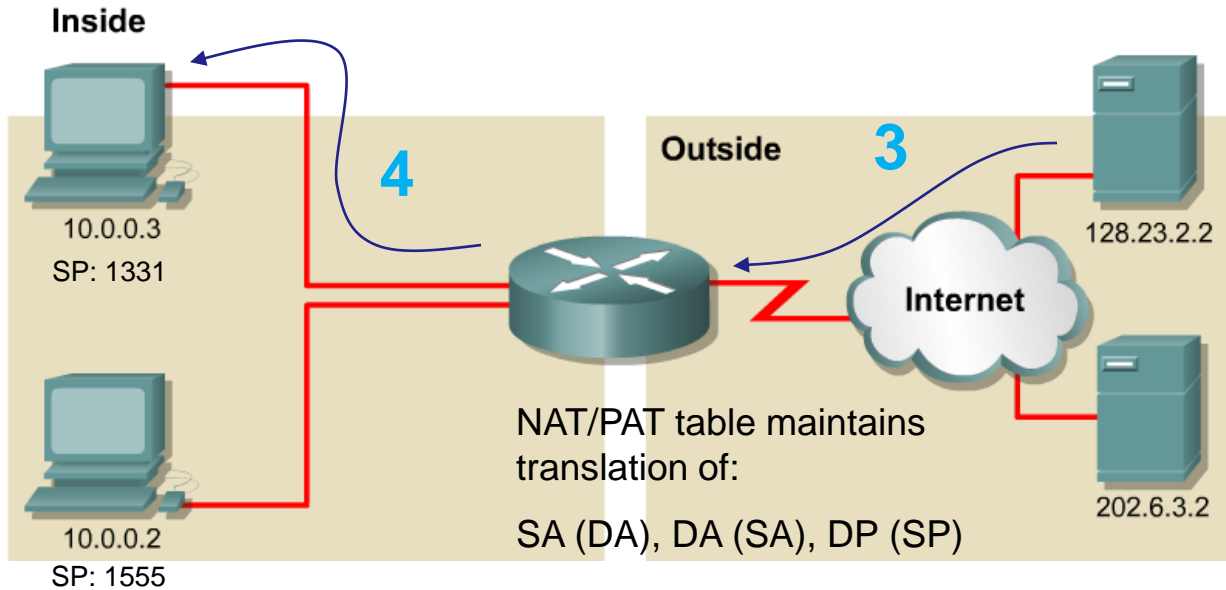 Inside
10.0.0.3
SP: 1331
10.0.0.2
SP: 1555
4
Outside
3
128.23.2.2
Internet
202.6.3.2
NAT/PAT table maintains
translation of:
SA (DA), DA (SA), DP (SP)